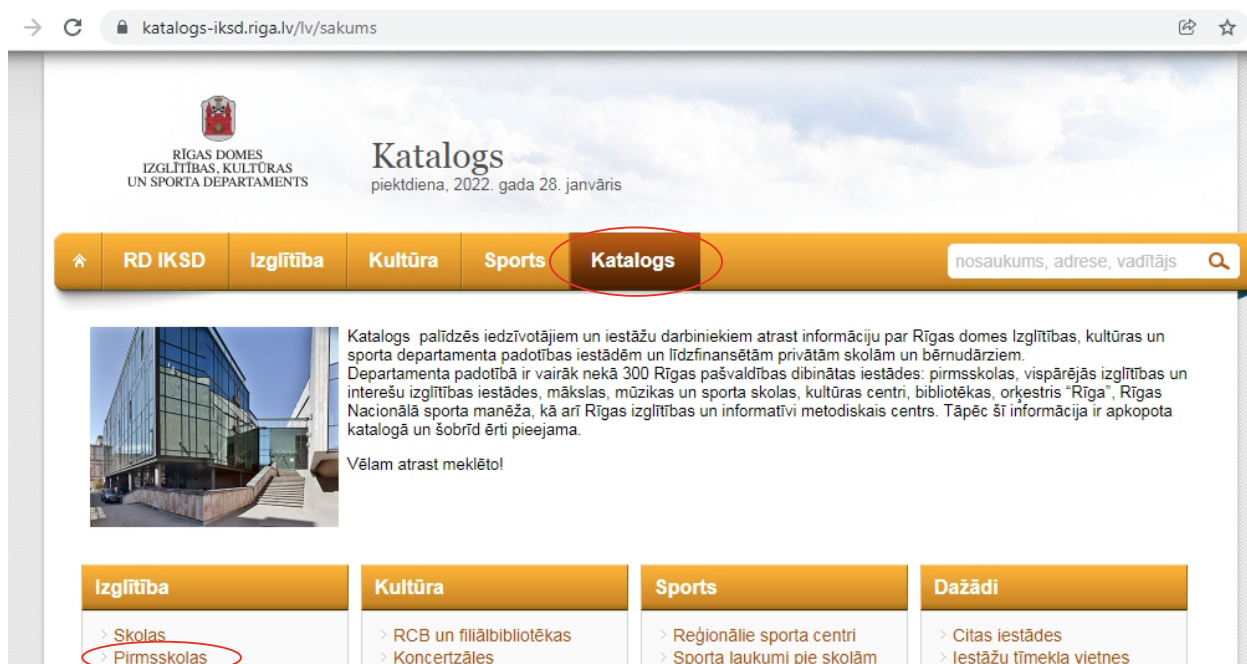 katalogs-iksd.riga.lv/lv/sakums
RĪGAS DOMES
IZGLĪTĪBAS, KULTŪRAS
UN SPORTA DEPARTAMENTS
Katalogs
piektdiena, 2022. gada 28. janvāris
RD IKSD Izglītība Kultūra Sports Katalogs nosaukums, adrese, vadītājs
Katalogs palīdzēs iedzīvotājiem un iestāžu darbiniekiem atrast informāciju par Rīgas domes Izglītības, kultūras un
sporta departamenta padotības iestādēm un līdzfinansētām privātām skolām un bērnudārziem.
Departamenta padotībā ir vairāk nekā 300 Rīgas pašvaldības dibinātas iestādes: pirmsskolas, vispārējās izglītības un
interešu izglītības iestādes, mākslas, mūzikas un sporta skolas, kultūras centri, bibliotēkas, orķestris “Rīga”, Rīgas
Nacionālā sporta manēža, kā arī Rīgas izglītības un informatīvi metodiskais centrs. Tāpēc šī informācija ir apkopota
katalogā un šobrīd ērti pieejama.
Vēlam atrast meklēto!
Izglītība Kultūra Sports Dažādi
Skolas RCB un filiālbibliotēkas Reģionālie sporta centri Citas iestādes
Pirmsskolas Koncertzāles Sporta laukumi pie skolām Iestāžu tīmekļa vietnes